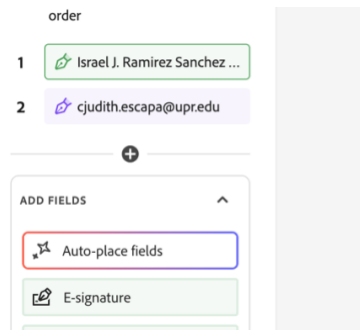 order
1 Israel J. Ramirez Sanchez ...
2 cjudith.escapa@upr.edu
ADD FIELDS
Auto-place fields
E-signature